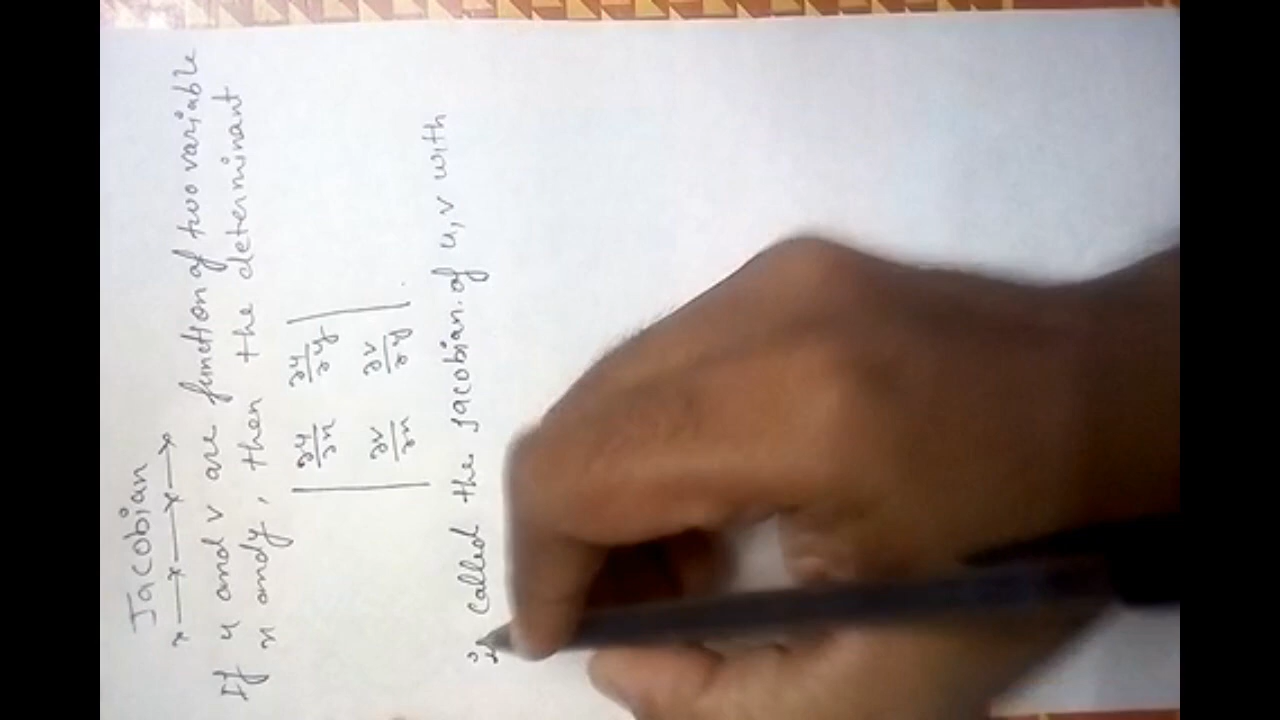 Jacobian
If u and v are function of two variable
x and y, then the determinant
| ∂u/∂x ∂u/∂y |
| ∂v/∂x ∂v/∂y | .
is called the Jacobian. of u, v with